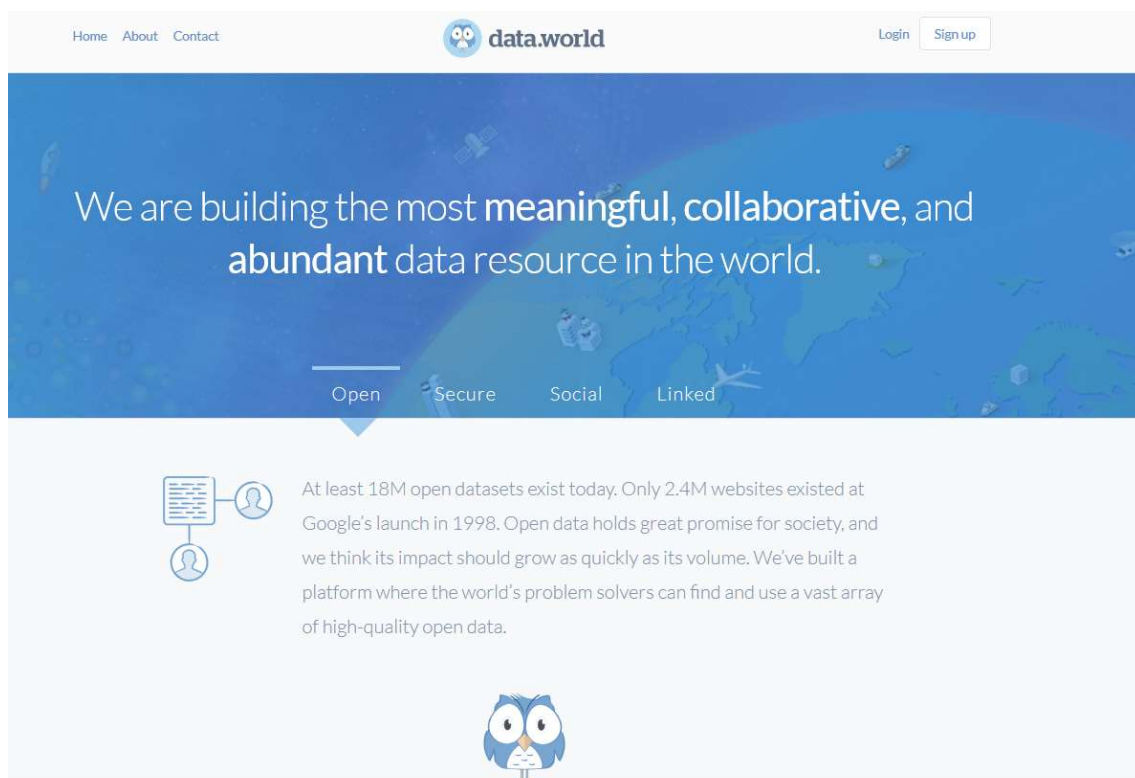 Home About Contact
data.world
Login Sign up
We are building the most meaningful, collaborative, and
abundant data resource in the world.
Open Secure Social Linked
At least 18M open datasets exist today. Only 2.4M websites existed at
Google's launch in 1998. Open data holds great promise for society, and
we think its impact should grow as quickly as its volume. We've built a
platform where the world's problem solvers can find and use a vast array
of high-quality open data.